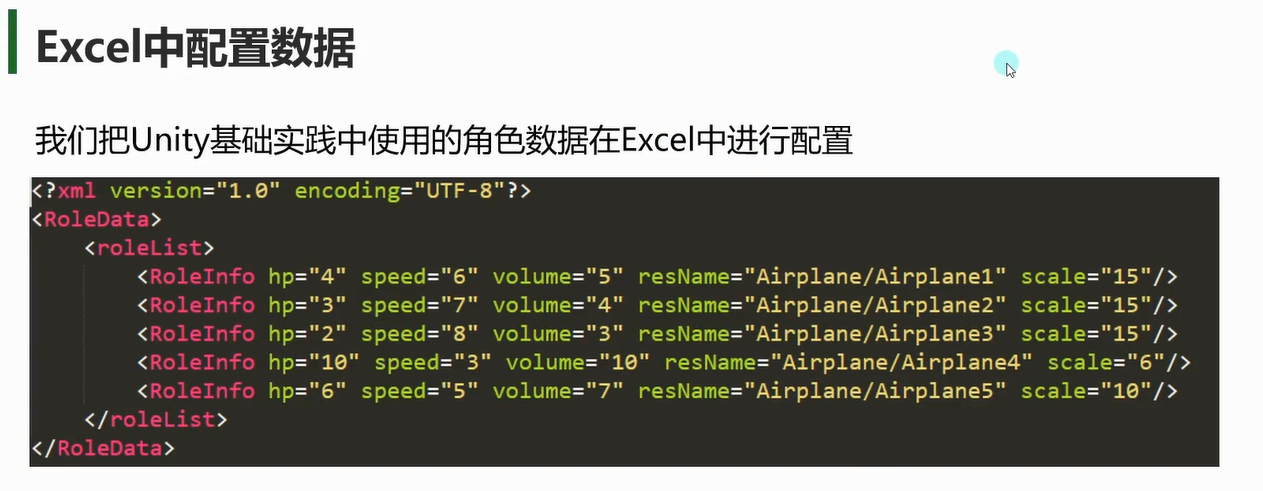 Excel中配置数据
我们把Unity基础实践中使用的角色数据在Excel中进行配置
<?xml version="1.0" encoding="UTF-8"?>
<RoleData>
    <roleList>
        <RoleInfo hp="4" speed="6" volume="5" resName="Airplane/Airplane1" scale="15"/>
        <RoleInfo hp="3" speed="7" volume="4" resName="Airplane/Airplane2" scale="15"/>
        <RoleInfo hp="2" speed="8" volume="3" resName="Airplane/Airplane3" scale="15"/>
        <RoleInfo hp="10" speed="3" volume="10" resName="Airplane/Airplane4" scale="6"/>
        <RoleInfo hp="6" speed="5" volume="7" resName="Airplane/Airplane5" scale="10"/>
    </roleList>
</RoleData>